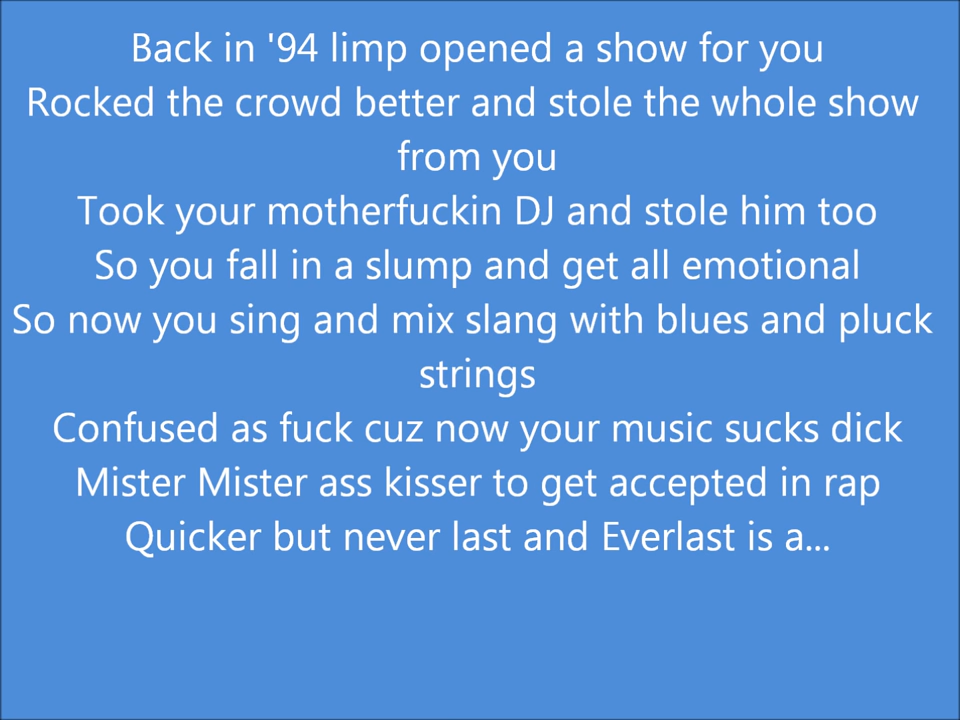 Back in '94 limp opened a show for you
Rocked the crowd better and stole the whole show
from you
Took your motherfuckin DJ and stole him too
So you fall in a slump and get all emotional
So now you sing and mix slang with blues and pluck
strings
Confused as fuck cuz now your music sucks dick
Mister Mister ass kisser to get accepted in rap
Quicker but never last and Everlast is a...